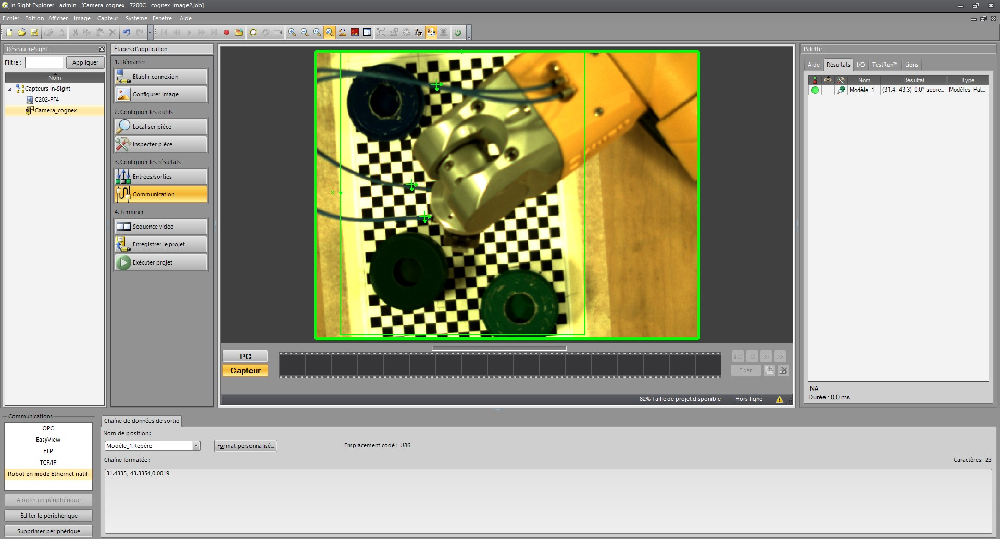 In-Sight Explorer - admin - [Camera_cognex - 7200C - cognex_image2.job]
Fichier Edition Afficher Image Capteur Système Fenêtre Aide
Réseau In-Sight
Filtre :
Appliquer
Nom
Capteurs In-Sight
C202-PF4
Camera_cognex
Étapes d'application
1. Démarrer
Établir connexion
Configurer image
2. Configurer les outils
Localiser pièce
Inspecter pièce
3. Configurer les résultats
Entrées/sorties
Communication
4. Terminer
Séquence vidéo
Enregistrer le projet
Exécuter projet
X
PC
Capteur
Figer
82% Taille de projet disponible Hors ligne
Palette
Aide Résultats I/O TestRun™ Liens
Nom Résultat Type
Modèle_1 (31.4,-43.3) 0.0° score... Modèles Pat...
NA
Durée : 0,0 ms
Communications
OPC
EasyView
FTP
TCP/IP
Robot en mode Ethernet natif
Ajouter un périphérique
Éditer le périphérique
Supprimer périphérique
Chaîne de données de sortie
Nom de position:
Modèle_1.Repère
Format personnalisé...
Emplacement codé : U86
Chaîne formatée :
Caractères: 23
31.4335,-43.3354,0.0019